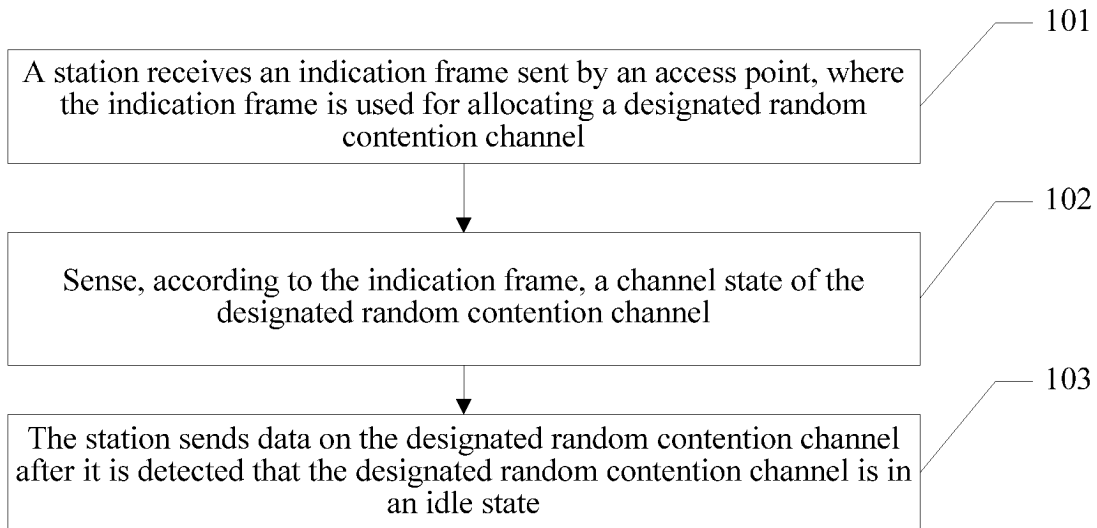 101
A station receives an indication frame sent by an access point, where
the indication frame is used for allocating a designated random
contention channel
102
Sense, according to the indication frame, a channel state of the
designated random contention channel
103
The station sends data on the designated random contention channel
after it is detected that the designated random contention channel is in
an idle state